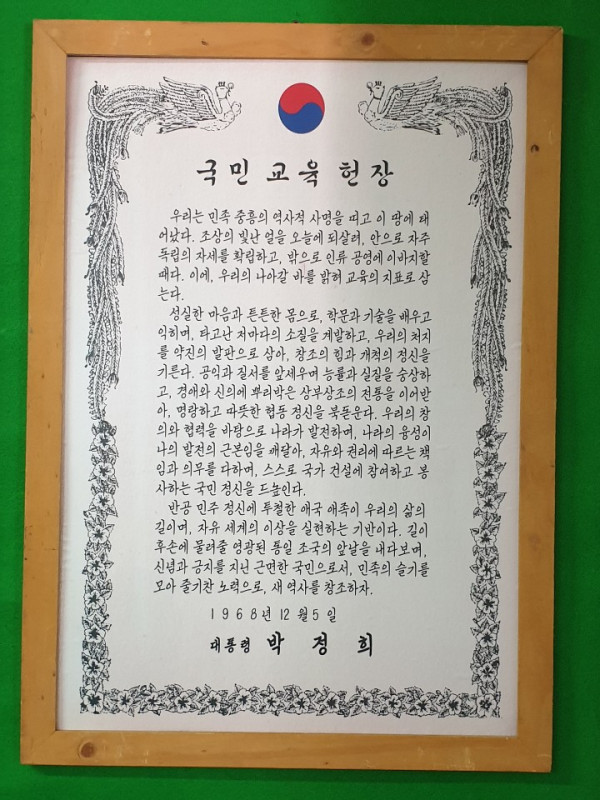 국민교육헌장
우리는 민족 중흥의 역사적 사명을 띠고 이 땅에 태
어났다. 조상의 빛난 얼을 오늘에 되살려, 안으로 자주
독립의 자세를 확립하고, 밖으로 인류 공영에 이바지할
때다. 이에, 우리의 나아갈 바를 밝혀 교육의 지표로 삼
는다.
성실한 마음과 튼튼한 몸으로, 학문과 기술을 배우고
익히며, 타고난 저마다의 소질을 계발하고, 우리의 처지
를 약진의 발판으로 삼아, 창조의 힘과 개척의 정신을
기른다. 공익과 질서를 앞세우며 능률과 실질을 숭상하
고, 경애와 신의에 뿌리박은 상부상조의 전통을 이어받
아, 명랑하고 따뜻한 협동 정신을 북돋운다. 우리의 창
의와 협력을 바탕으로 나라가 발전하며, 나라의 융성이
나의 발전의 근본임을 깨달아, 자유와 권리에 따르는 책
임과 의무를 다하며, 스스로 국가 건설에 참여하고 봉
사하는 국민 정신을 드높인다.
반공 민주 정신에 투철한 애국 애족이 우리의 삶의
길이며, 자유 세계의 이상을 실현하는 기반이다. 길이
후손에 물려줄 영광된 통일 조국의 앞날을 내다보며,
신념과 긍지를 지닌 근면한 국민으로서, 민족의 슬기를
모아 줄기찬 노력으로, 새 역사를 창조하자.
1968년 12월 5일
대통령 박 정 희